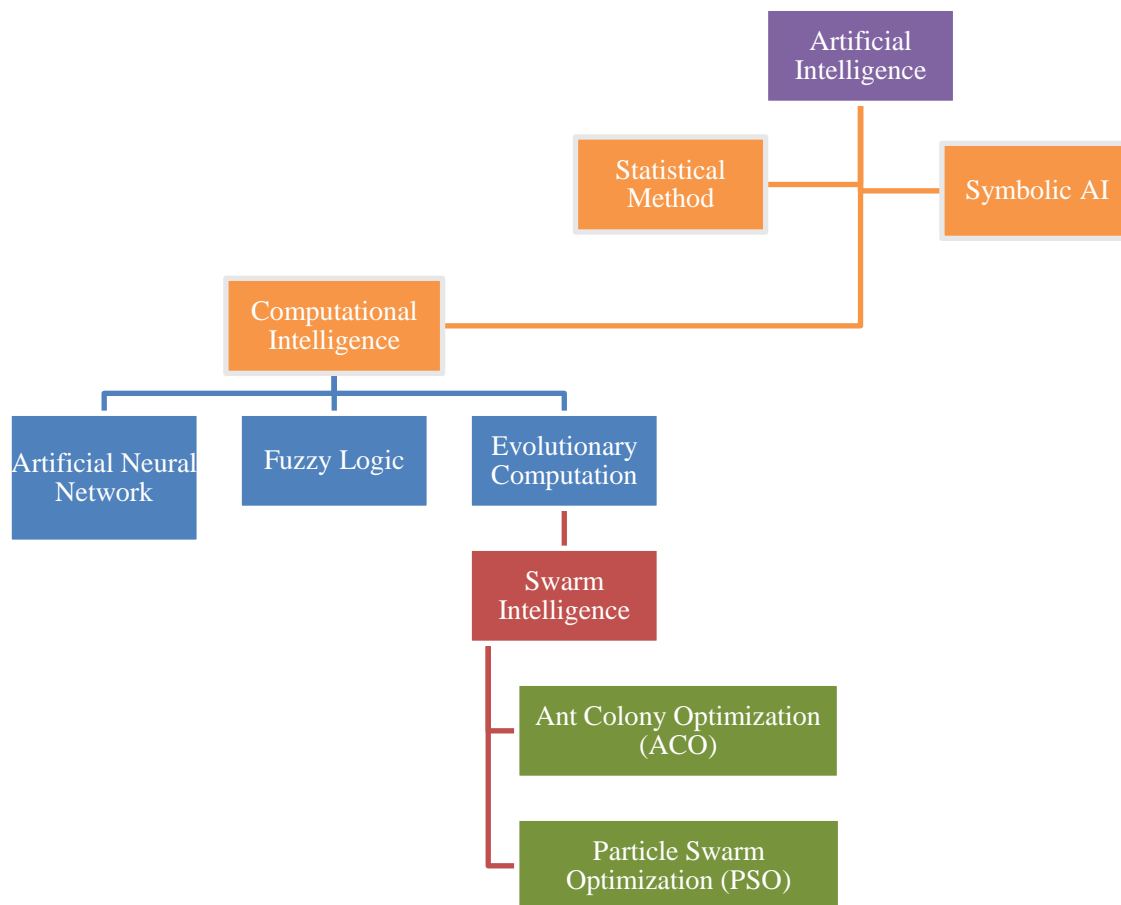 Artificial
Intelligence
Statistical
Method
Symbolic AI
Computational
Intelligence
Artificial Neural
Network
Fuzzy Logic
Evolutionary
Computation
Swarm
Intelligence
Ant Colony Optimization
(ACO)
Particle Swarm
Optimization (PSO)